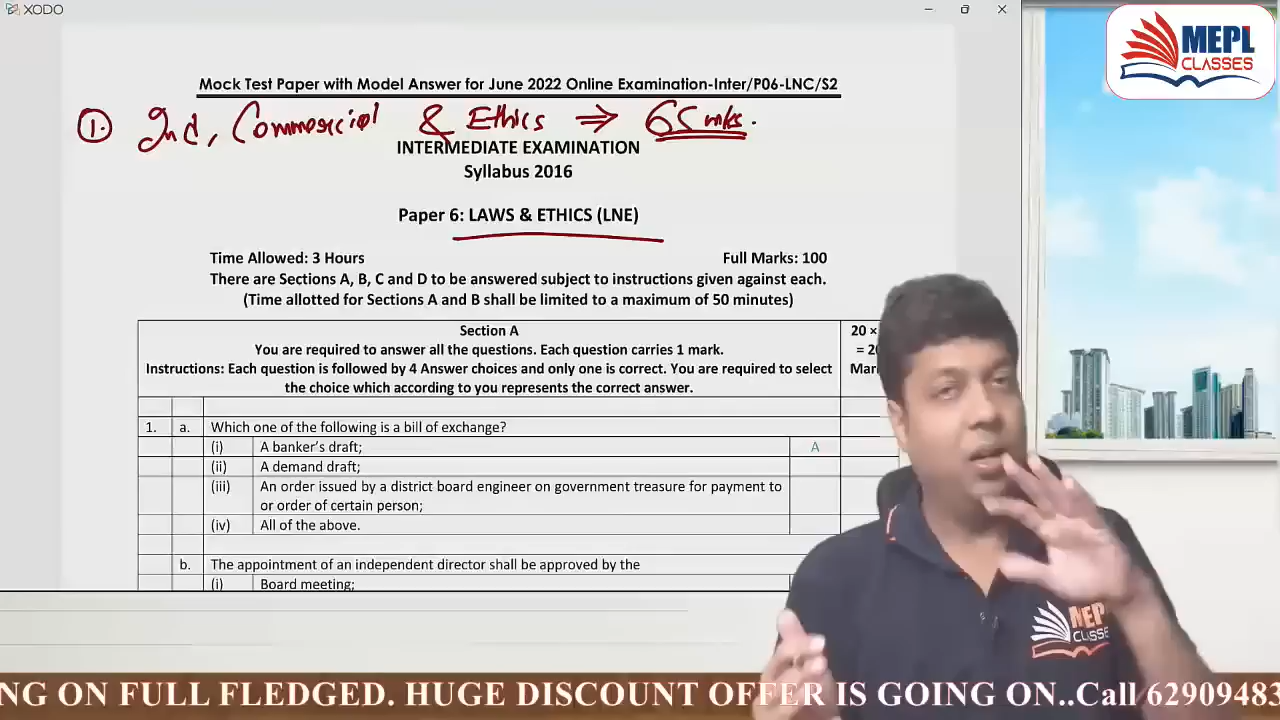 XODO
MEPL
CLASSES
Mock Test Paper with Model Answer for June 2022 Online Examination-Inter/P06-LNC/S2
1. Ind, Commercial & Ethics ⇒ 65 mks.
INTERMEDIATE EXAMINATION
Syllabus 2016
Paper 6: LAWS & ETHICS (LNE)
Time Allowed: 3 Hours Full Marks: 100
There are Sections A, B, C and D to be answered subject to instructions given against each.
(Time allotted for Sections A and B shall be limited to a maximum of 50 minutes)
Section A 20 ×
You are required to answer all the questions. Each question carries 1 mark. = 20
Instructions: Each question is followed by 4 Answer choices and only one is correct. You are required to select Mar
the choice which according to you represents the correct answer.
1. a. Which one of the following is a bill of exchange?
(i) A banker's draft; A
(ii) A demand draft;
(iii) An order issued by a district board engineer on government treasure for payment to
or order of certain person;
(iv) All of the above.
b. The appointment of an independent director shall be approved by the
(i) Board meeting;
MEPL
CLASSE
NG ON FULL FLEDGED. HUGE DISCOUNT OFFER IS GOING ON..Call 62909483